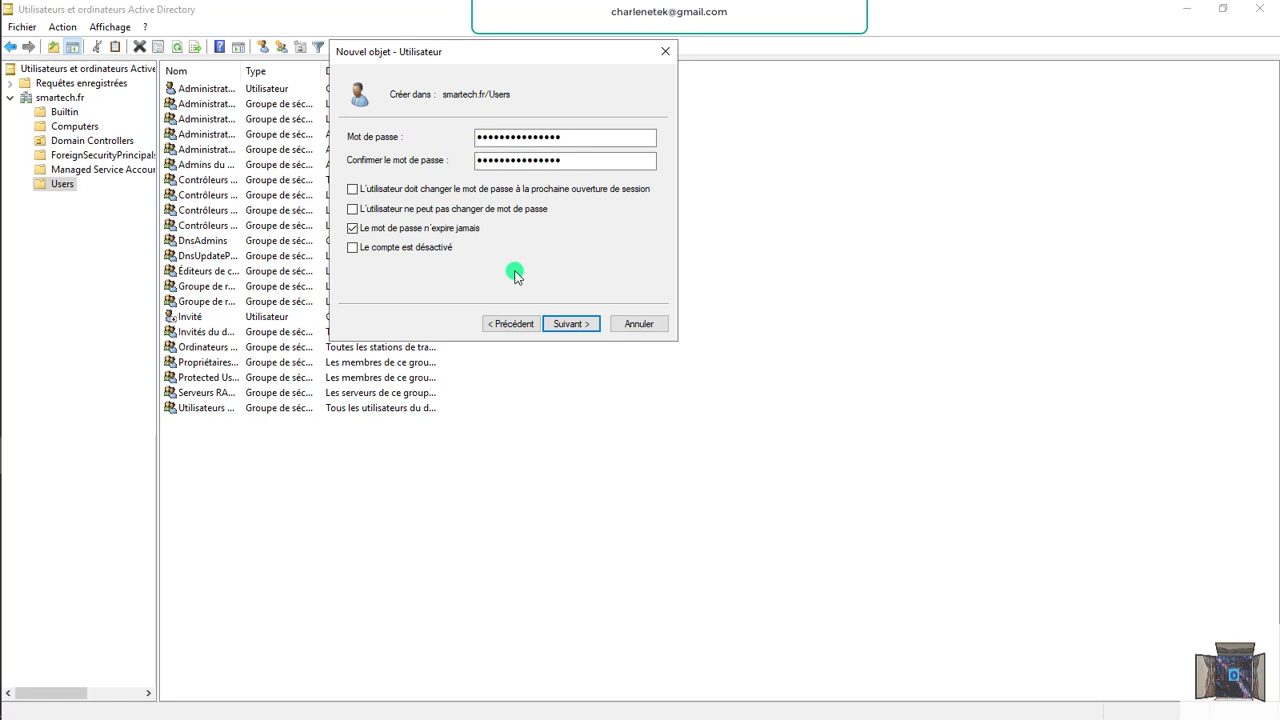 Utilisateurs et ordinateurs Active Directory
charlenetek@gmail.com
Fichier Action Affichage ?
Nouvel objet - Utilisateur
Utilisateurs et ordinateurs Active
Requêtes enregistrées
smartech.fr
Builtin
Computers
Domain Controllers
ForeignSecurityPrincipals
Managed Service Accour
Users
Nom Type
Administrat... Utilisateur
Administrat... Groupe de séc...
Administrat... Groupe de séc...
Administrat... Groupe de séc...
Administrat... Groupe de séc...
Admins du ... Groupe de séc...
Contrôleurs ... Groupe de séc...
Contrôleurs ... Groupe de séc...
Contrôleurs ... Groupe de séc...
Contrôleurs ... Groupe de séc...
DnsAdmins Groupe de séc...
DnsUpdateP... Groupe de séc...
Éditeurs de c... Groupe de séc...
Groupe de r... Groupe de séc...
Groupe de r... Groupe de séc...
Invité Utilisateur
Invités du d... Groupe de séc...
Ordinateurs ... Groupe de séc... Toutes les stations de tra...
Propriétaires... Groupe de séc... Les membres de ce grou...
Protected Us... Groupe de séc... Les membres de ce grou...
Serveurs RA... Groupe de séc... Les serveurs de ce group...
Utilisateurs ... Groupe de séc... Tous les utilisateurs du d...
Créer dans : smartech.fr/Users
Mot de passe : •••••••••••••••
Confirmer le mot de passe : •••••••••••••••
L'utilisateur doit changer le mot de passe à la prochaine ouverture de session
L'utilisateur ne peut pas changer de mot de passe
Le mot de passe n'expire jamais
Le compte est désactivé
< Précédent Suivant > Annuler